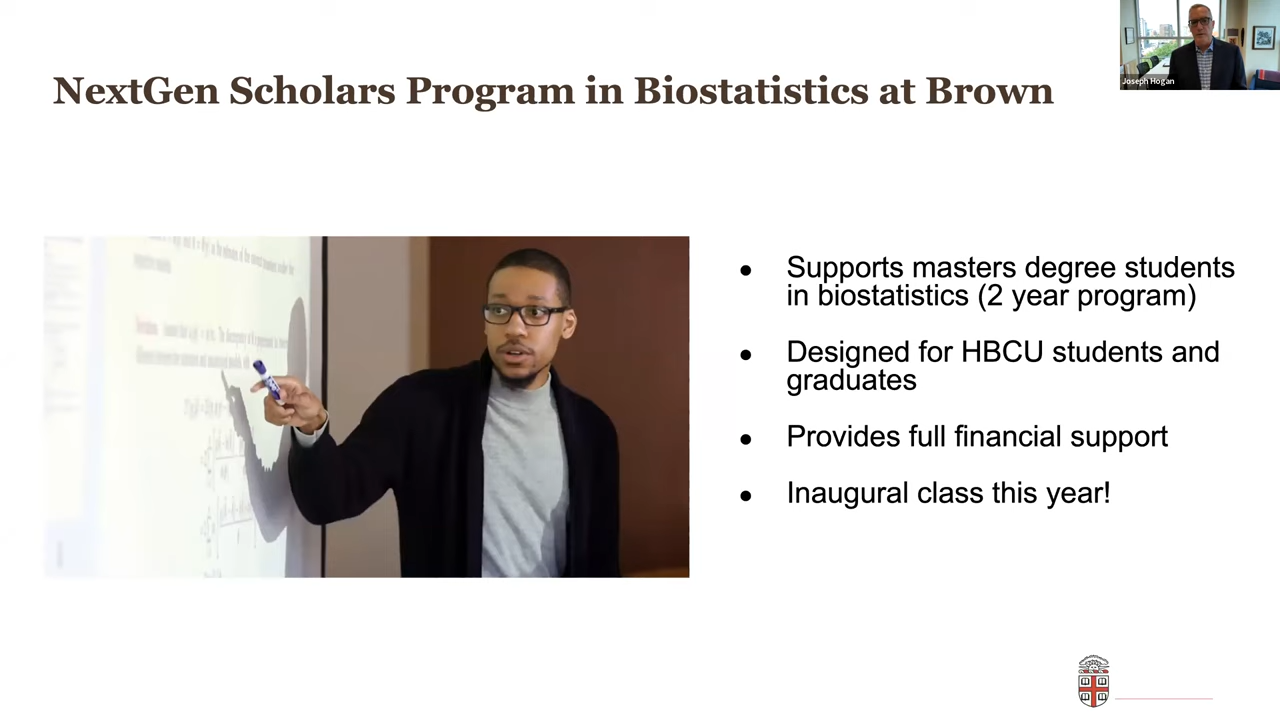 Joseph Hogan
NextGen Scholars Program in Biostatistics at Brown
• Supports masters degree students
in biostatistics (2 year program)
• Designed for HBCU students and
graduates
• Provides full financial support
• Inaugural class this year!